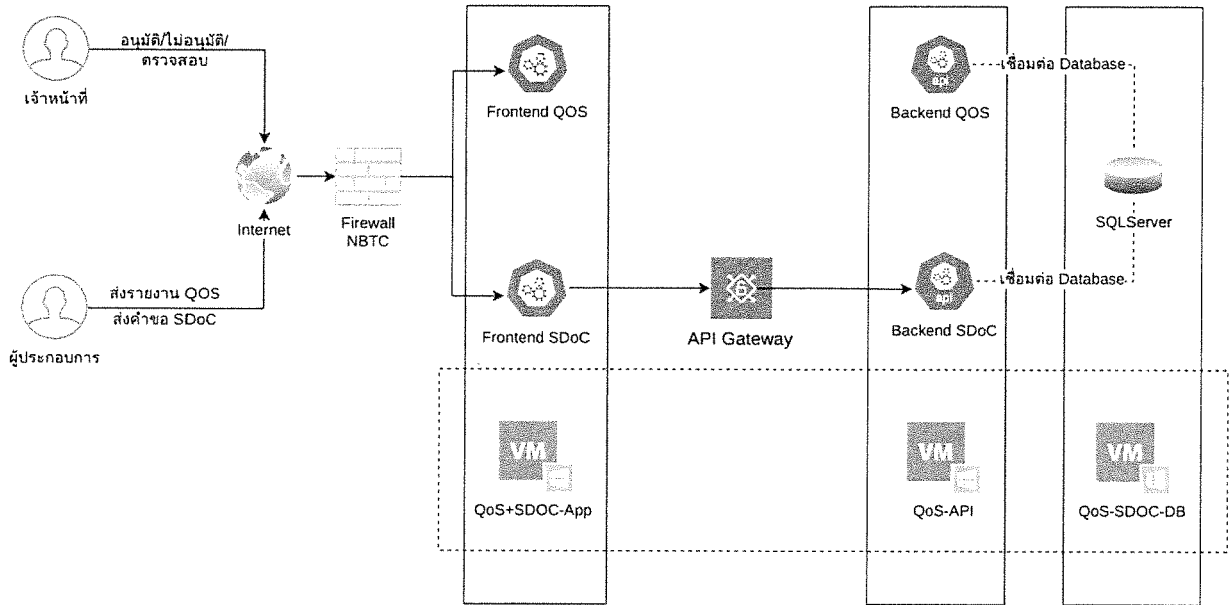 อนุมัติ/ไม่อนุมัติ/
ตรวจสอบ
เจ้าหน้าที่
Internet
Firewall
NBTC
ส่งรายงาน QOS
ส่งคำขอ SDoC
ผู้ประกอบการ
Frontend QOS
Frontend SDoC
API Gateway
api
Backend QOS
api
Backend SDoC
เชื่อมต่อ Database
SQLServer
เชื่อมต่อ Database
VM
QoS+SDOC-App
VM
QoS-API
VM
QoS-SDOC-DB